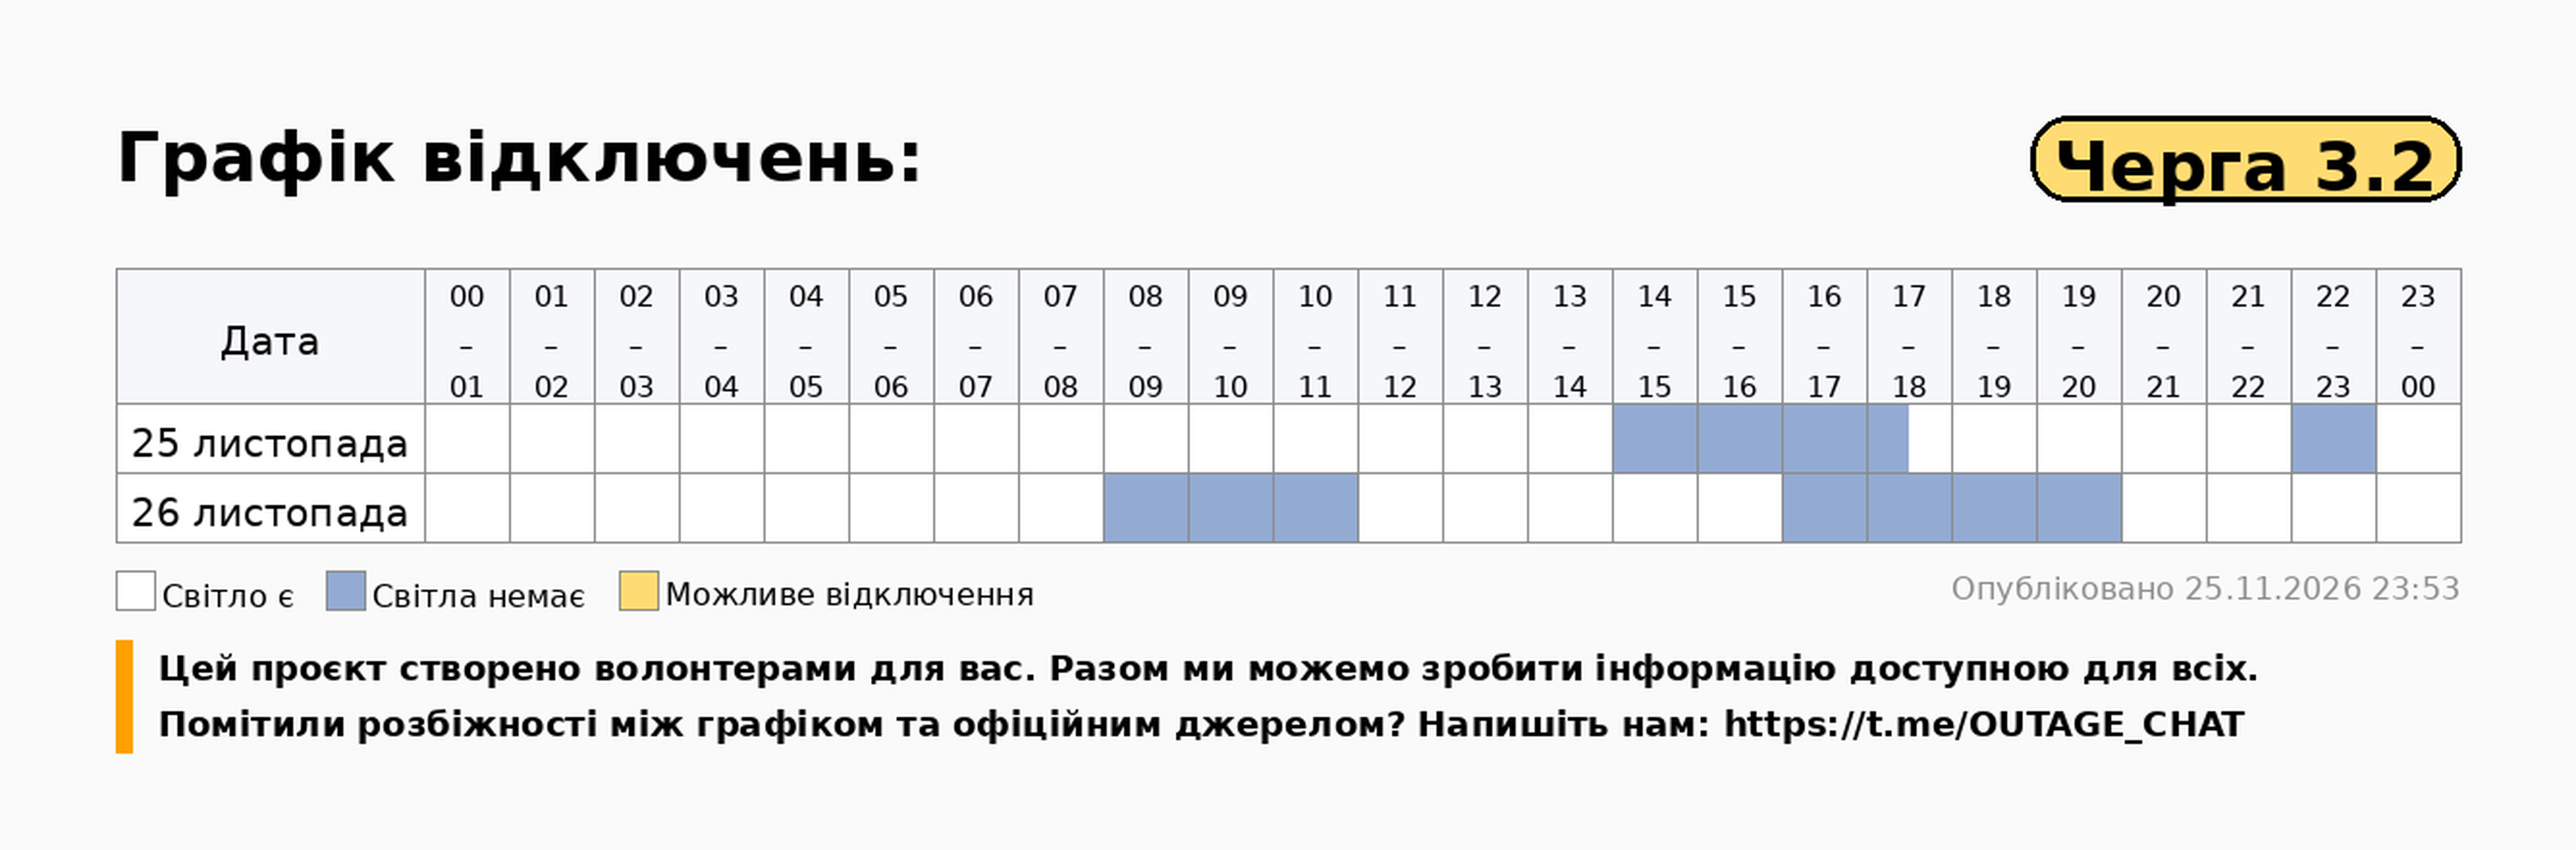 Графік відключень:
Черга 3.2
Дата 00 – 01 01 – 02 02 – 03 03 – 04 04 – 05 05 – 06 06 – 07 07 – 08 08 – 09 09 – 10 10 – 11 11 – 12 12 – 13 13 – 14 14 – 15 15 – 16 16 – 17 17 – 18 18 – 19 19 – 20 20 – 21 21 – 22 22 – 23 23 – 00
25 листопада
26 листопада
Світло є Світла немає Можливе відключення
Опубліковано 25.11.2026 23:53
Цей проєкт створено волонтерами для вас. Разом ми можемо зробити інформацію доступною для всіх.
Помітили розбіжності між графіком та офіційним джерелом? Напишіть нам: https://t.me/OUTAGE_CHAT